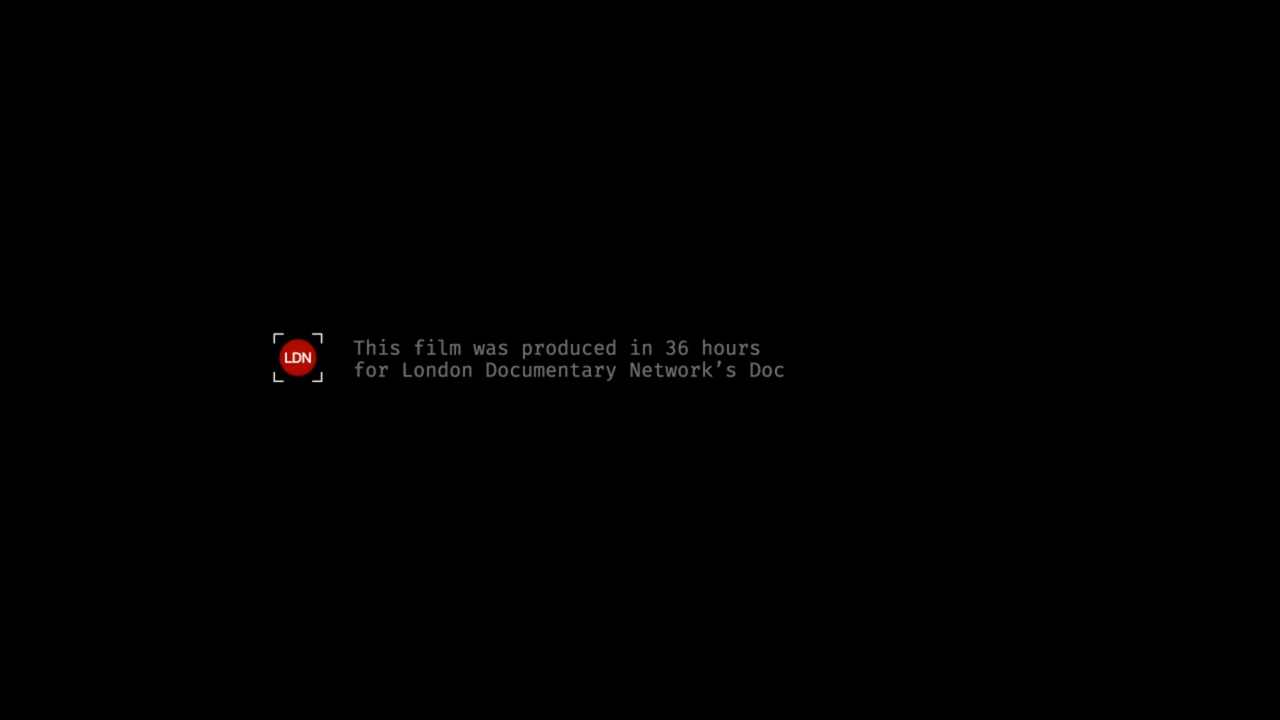 LDN
This film was produced in 36 hours
for London Documentary Network’s Doc